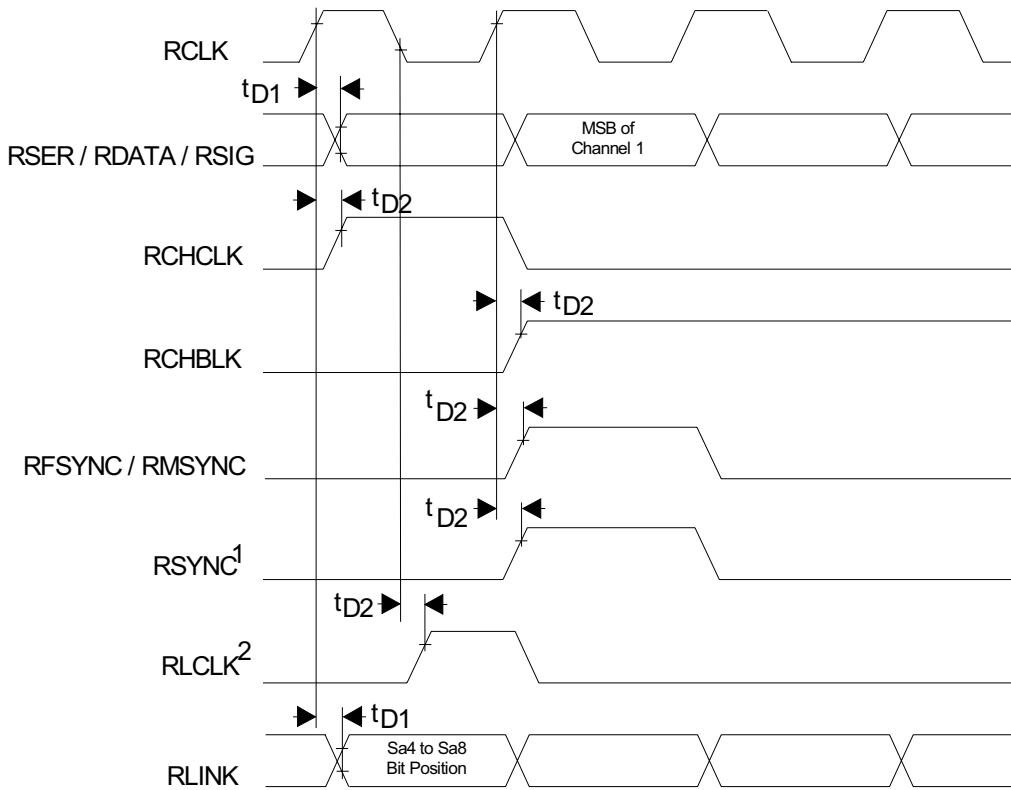 RCLK
tD1
RSER / RDATA / RSIG
MSB of
Channel 1
tD2
RCHCLK
tD2
RCHBLK
tD2
RFSYNC / RMSYNC
tD2
RSYNC1
tD2
RLCLK2
tD1
RLINK
Sa4 to Sa8
Bit Position